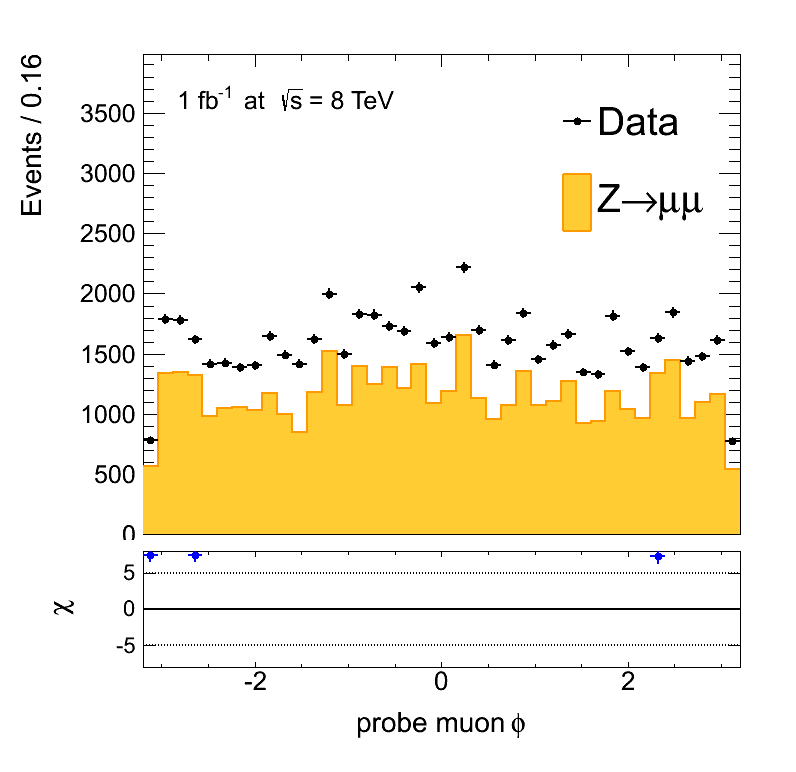 Events / 0.16
1 fb⁻¹ at √s = 8 TeV
Data
Z→μμ
3500
3000
2500
2000
1500
1000
500
0
5
0
-5
χ
-2 0 2
probe muon ϕ